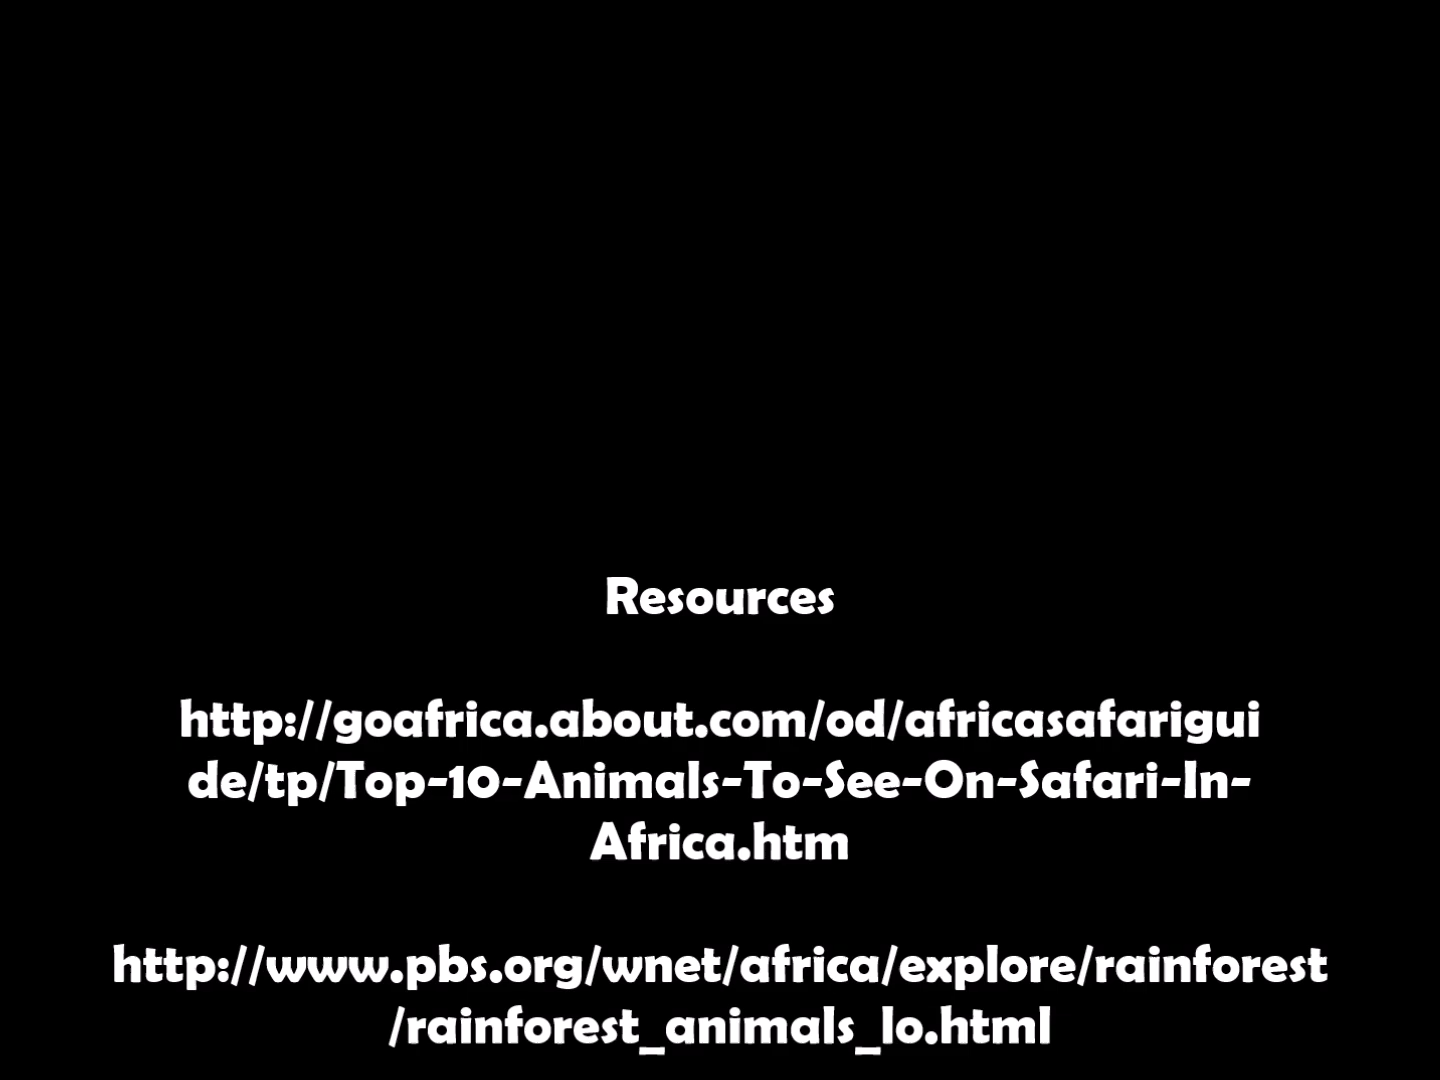 Resources
http://goafrica.about.com/od/africasafarigui
de/tp/Top-10-Animals-To-See-On-Safari-In-
Africa.htm
http://www.pbs.org/wnet/africa/explore/rainforest
/rainforest_animals_lo.html